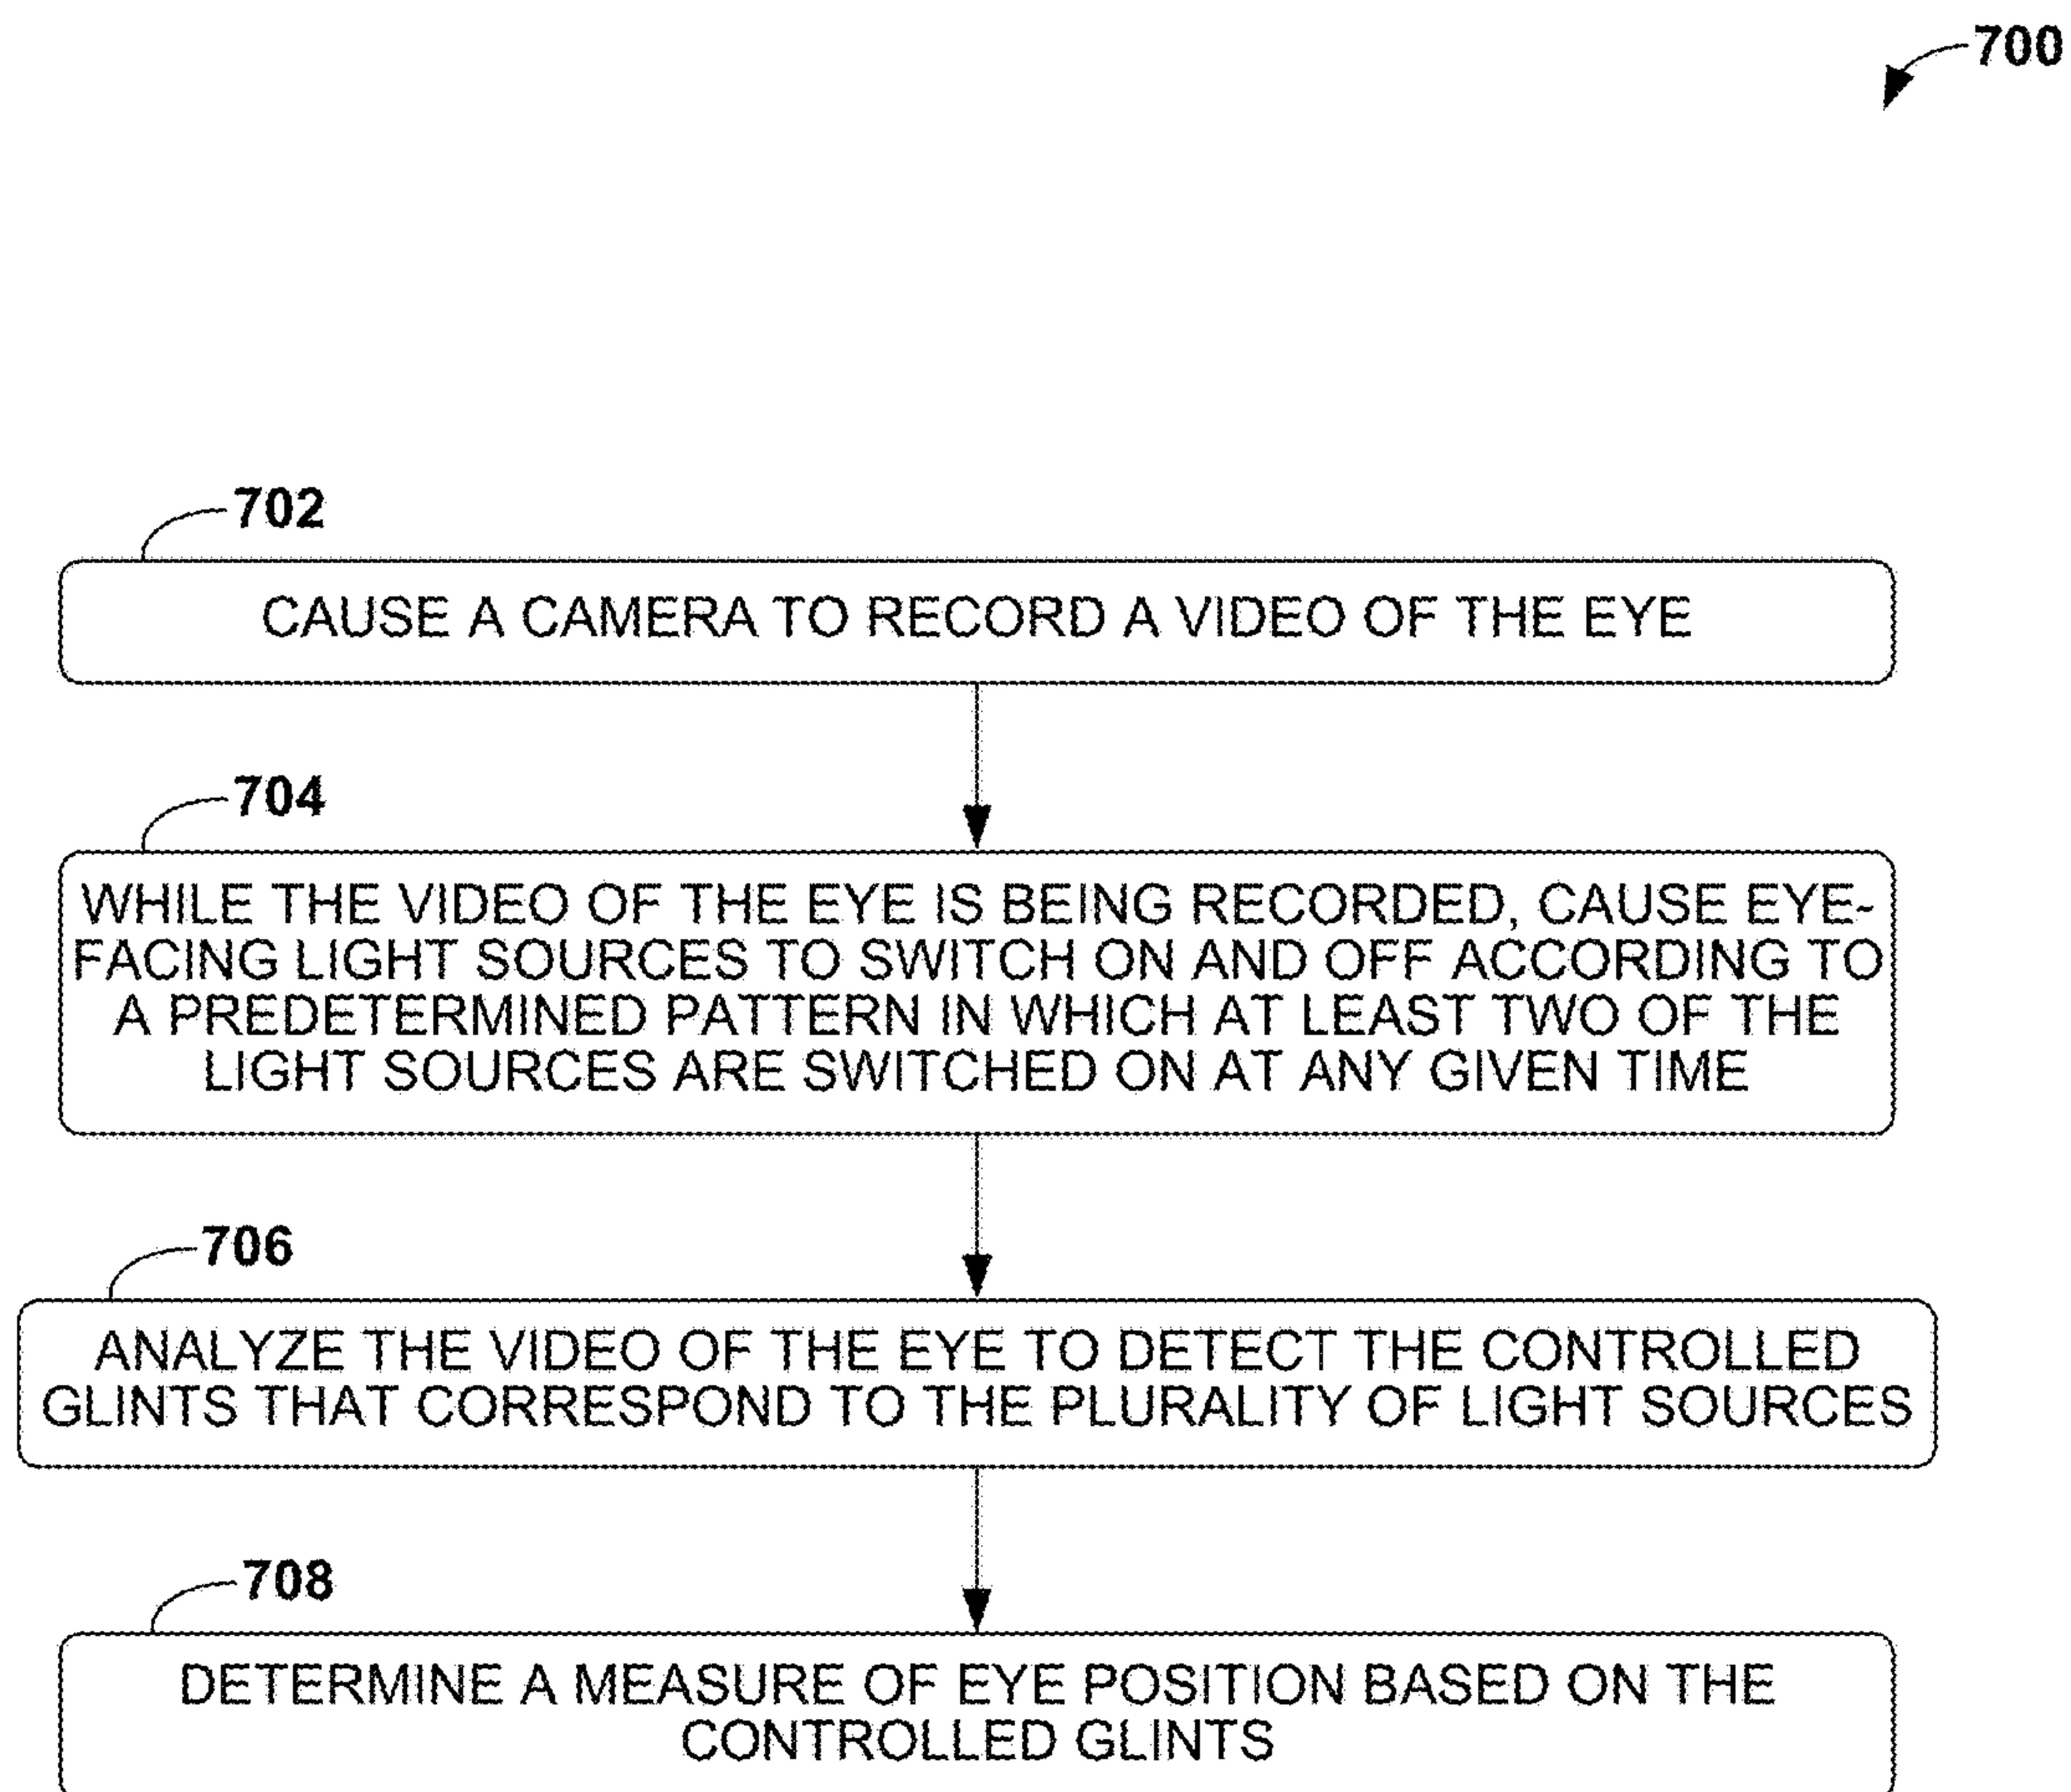 700
702
CAUSE A CAMERA TO RECORD A VIDEO OF THE EYE
704
WHILE THE VIDEO OF THE EYE IS BEING RECORDED, CAUSE EYE-
FACING LIGHT SOURCES TO SWITCH ON AND OFF ACCORDING TO
A PREDETERMINED PATTERN IN WHICH AT LEAST TWO OF THE
LIGHT SOURCES ARE SWITCHED ON AT ANY GIVEN TIME
706
ANALYZE THE VIDEO OF THE EYE TO DETECT THE CONTROLLED
GLINTS THAT CORRESPOND TO THE PLURALITY OF LIGHT SOURCES
708
DETERMINE A MEASURE OF EYE POSITION BASED ON THE
CONTROLLED GLINTS